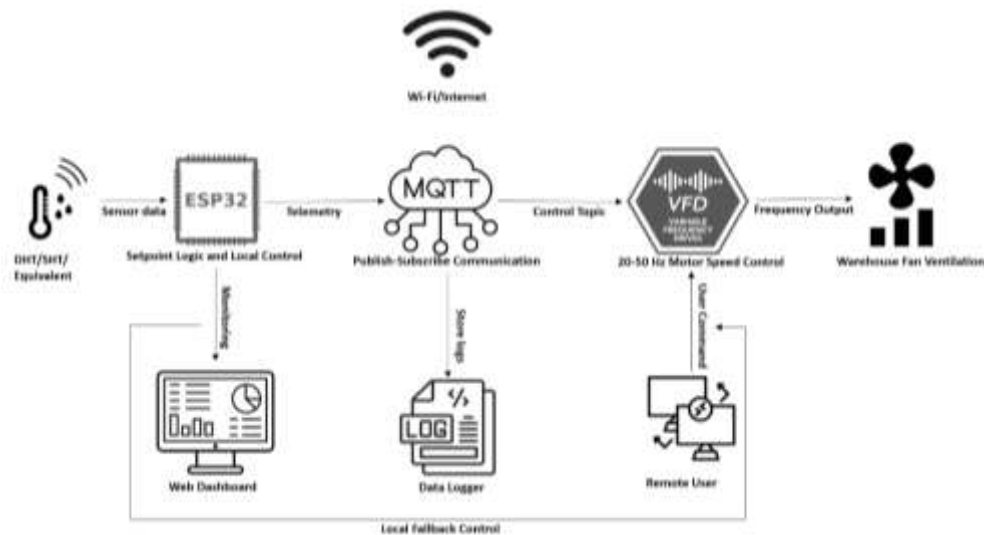 Wi-Fi/Internet
MQTT
ESP32
VFD
VARIABLE
FREQUENCY
DRIVES
Sensor data
Telemetry
Control Topic
Frequency Output
DHT/SHT/
Equivalent
Setpoint Logic and Local Control
Publish-Subscribe Communication
20-50 Hz Motor Speed Control
Warehouse Fan Ventilation
Monitoring
Store logs
User Command
</>
LOG
Web Dashboard
Data Logger
Remote User
Local Fallback Control